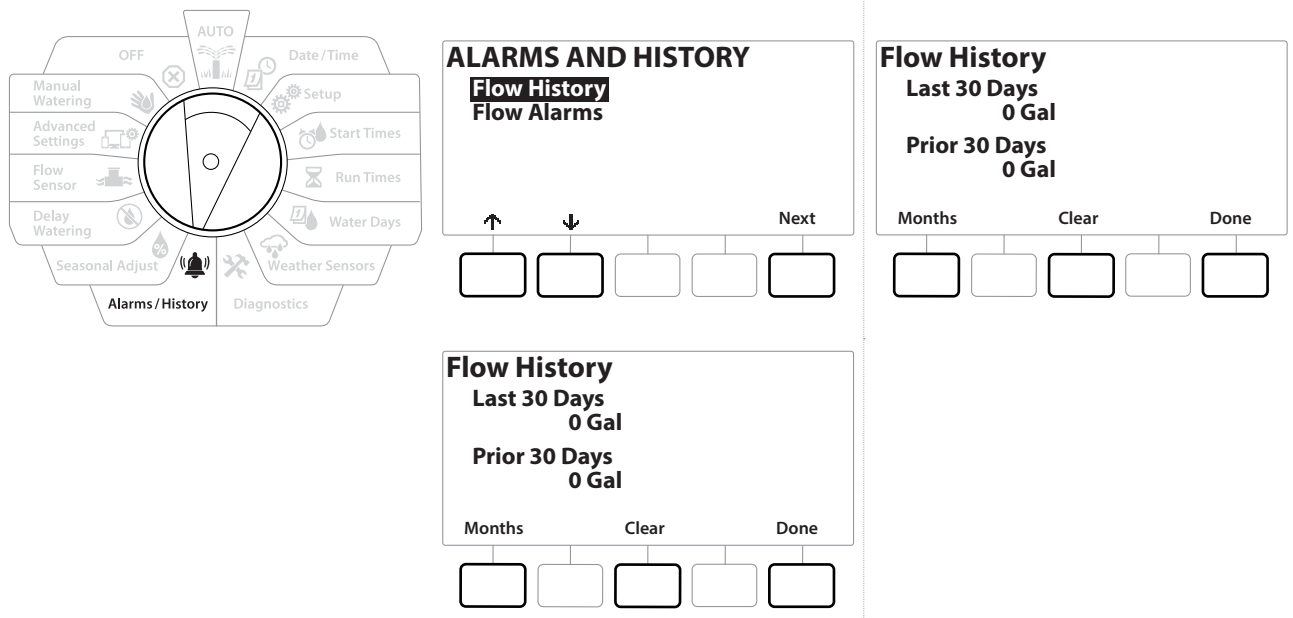 AUTO
OFF
Date/Time
Manual
Watering
Setup
Advanced
Settings
Start Times
Flow
Sensor
Run Times
Delay
Watering
Water Days
Seasonal Adjust
%
Weather Sensors
Alarms/History
Diagnostics
ALARMS AND HISTORY
Flow History
Flow Alarms
Next
Flow History
Last 30 Days
0 Gal
Prior 30 Days
0 Gal
Months Clear Done
Flow History
Last 30 Days
0 Gal
Prior 30 Days
0 Gal
Months Clear Done